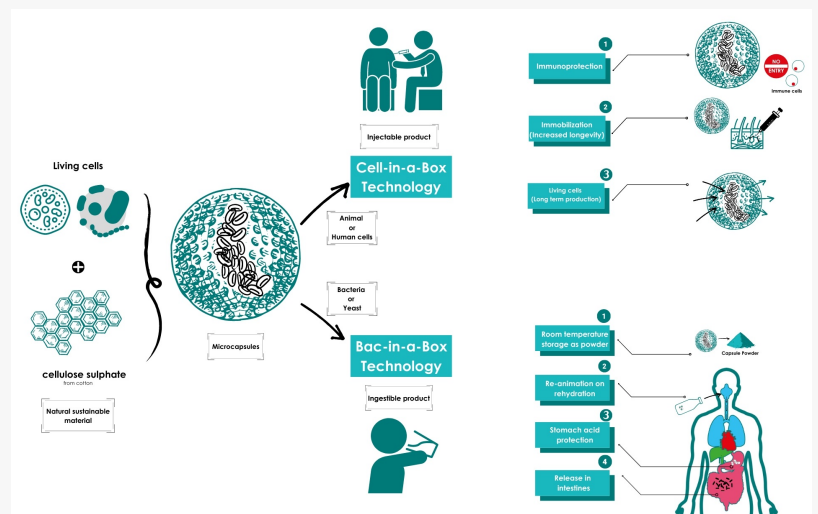 Living cells
cellulose sulphate
from cotton
Natural sustainable
material
Microcapsules
Injectable product
Cell-in-a-Box
Technology
Animal
or
Human cells
Bacteria
or
Yeast
Bac-in-a-Box
Technology
Ingestible product
1
Immunoprotection
NO
ENTRY
Immune cells
2
Immobilization
(Increased longevity)
3
Living cells
(Long term production)
1
Room temperature
storage as powder
Capsule Powder
2
Re-animation on
rehydration
3
Stomach acid
protection
4
Release in
intestines